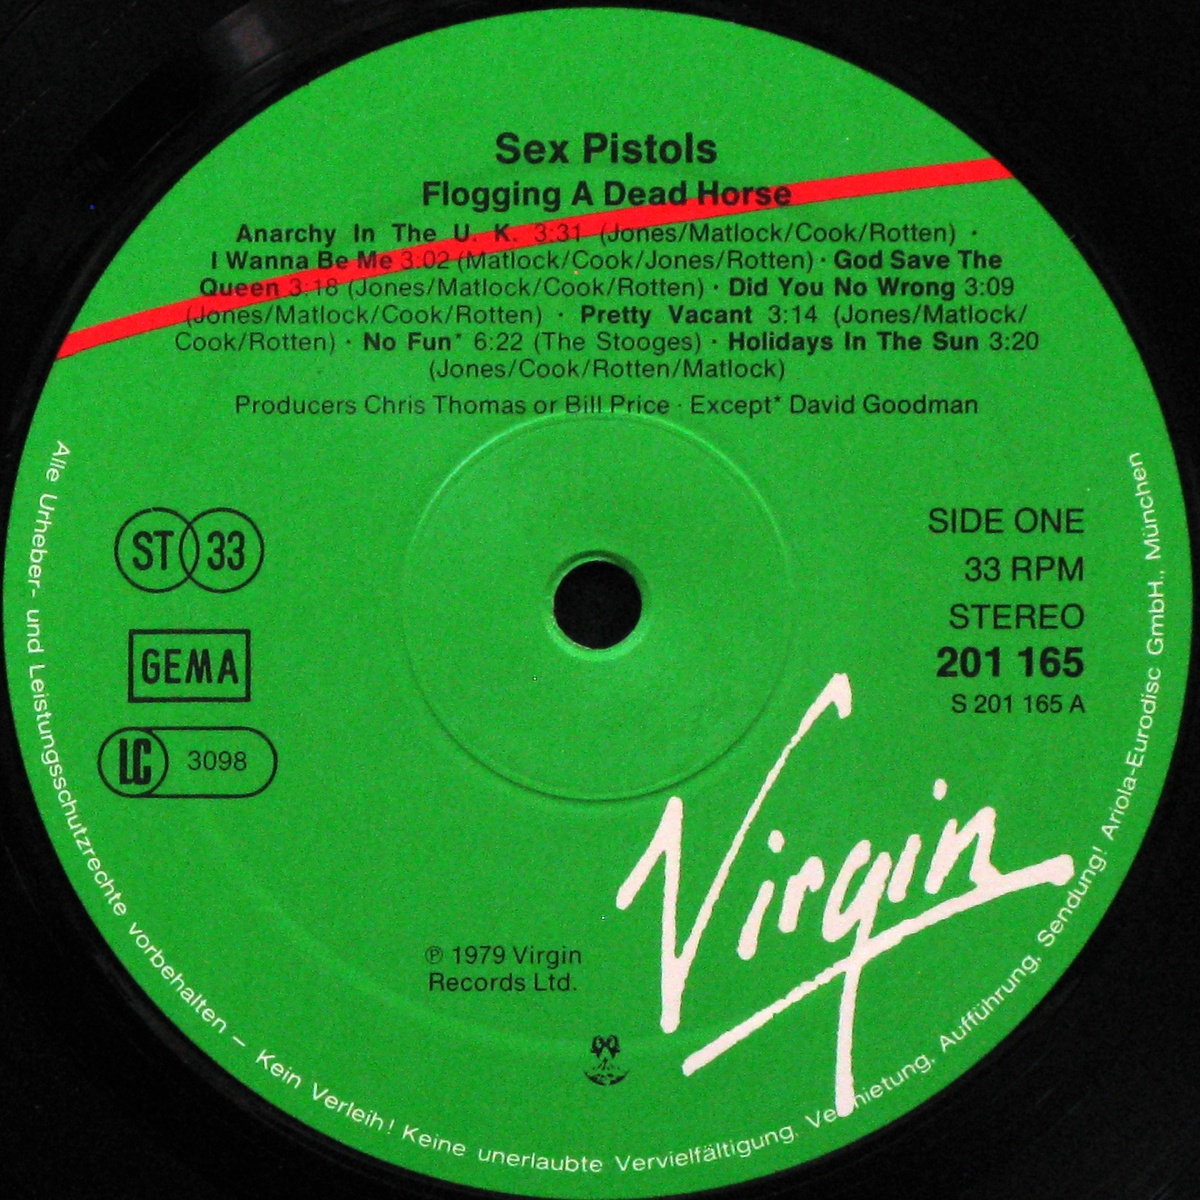 Sex Pistols
Flogging A Dead Horse
Anarchy In The U. K. 3:31 (Jones/Matlock/Cook/Rotten) ·
I Wanna Be Me 3:02 (Matlock/Cook/Jones/Rotten) · God Save The
Queen 3:18 (Jones/Matlock/Cook/Rotten) · Did You No Wrong 3:09
(Jones/Matlock/Cook/Rotten) · Pretty Vacant 3:14 (Jones/Matlock/
Cook/Rotten) · No Fun* 6:22 (The Stooges) · Holidays In The Sun 3:20
(Jones/Cook/Rotten/Matlock)
Producers Chris Thomas or Bill Price · Except* David Goodman
ST 33
GEMA
LC 3098
SIDE ONE
33 RPM
STEREO
201 165
S 201 165 A
Virgin
℗ 1979 Virgin
Records Ltd.
Alle Urheber- und Leistungsschutzrechte vorbehalten – Kein Verleih! Keine unerlaubte Vervielfältigung, Vermietung, Aufführung, Sendung! Ariola-Eurodisc GmbH., München